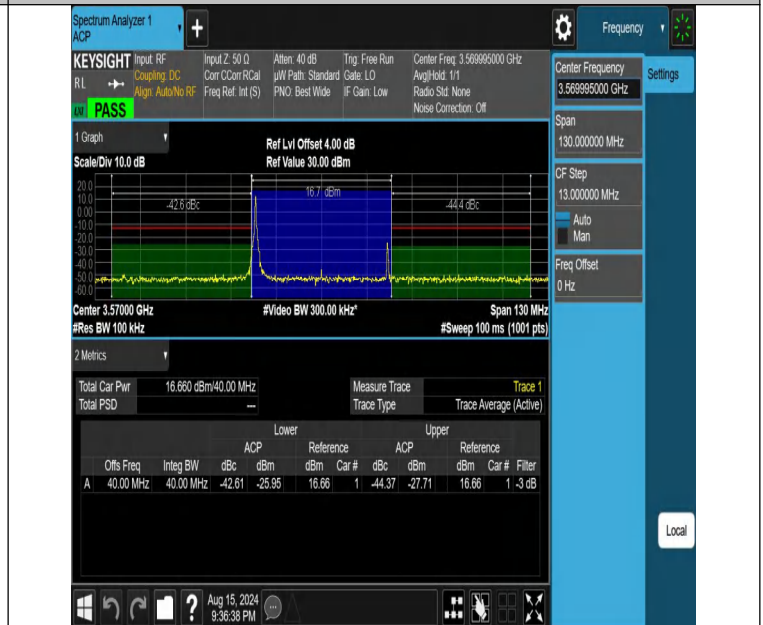 Spectrum Analyzer 1
ACP
Frequency
KEYSIGHT Input: RF Input Z: 50 Ω Atten: 40 dB Trig: Free Run Center Freq: 3.569995000 GHz
RL Coupling: DC Corr CCorr RCal µW Path: Standard Gate: LO Avg|Hold: 1/1
Align: Auto/No RF Freq Ref: Int (S) PNO: Best Wide IF Gain: Low Radio Std: None
PASS Noise Correction: Off
Center Frequency
3.569995000 GHz
Settings
Span
130.000000 MHz
CF Step
13.000000 MHz
Auto
Man
Freq Offset
0 Hz
Local
1 Graph
Ref Lvl Offset 4.00 dB
Scale/Div 10.0 dB Ref Value 30.00 dBm
20.0
10.0
0.00
-10.0
-20.0
-30.0
-40.0
-50.0
-60.0
-42.6 dBc 16.7 dBm -44.4 dBc
Center 3.57000 GHz #Video BW 300.00 kHz* Span 130 MHz
#Res BW 100 kHz #Sweep 100 ms (1001 pts)
2 Metrics
Total Car Pwr 16.660 dBm/40.00 MHz Measure Trace Trace 1
Total PSD --- Trace Type Trace Average (Active)
Lower Upper
ACP Reference ACP Reference
Offs Freq Integ BW dBc dBm dBm Car # dBc dBm dBm Car # Filter
A 40.00 MHz 40.00 MHz -42.61 -25.95 16.66 1 -44.37 -27.71 16.66 1 -3 dB
Aug 15, 2024
9:36:38 PM